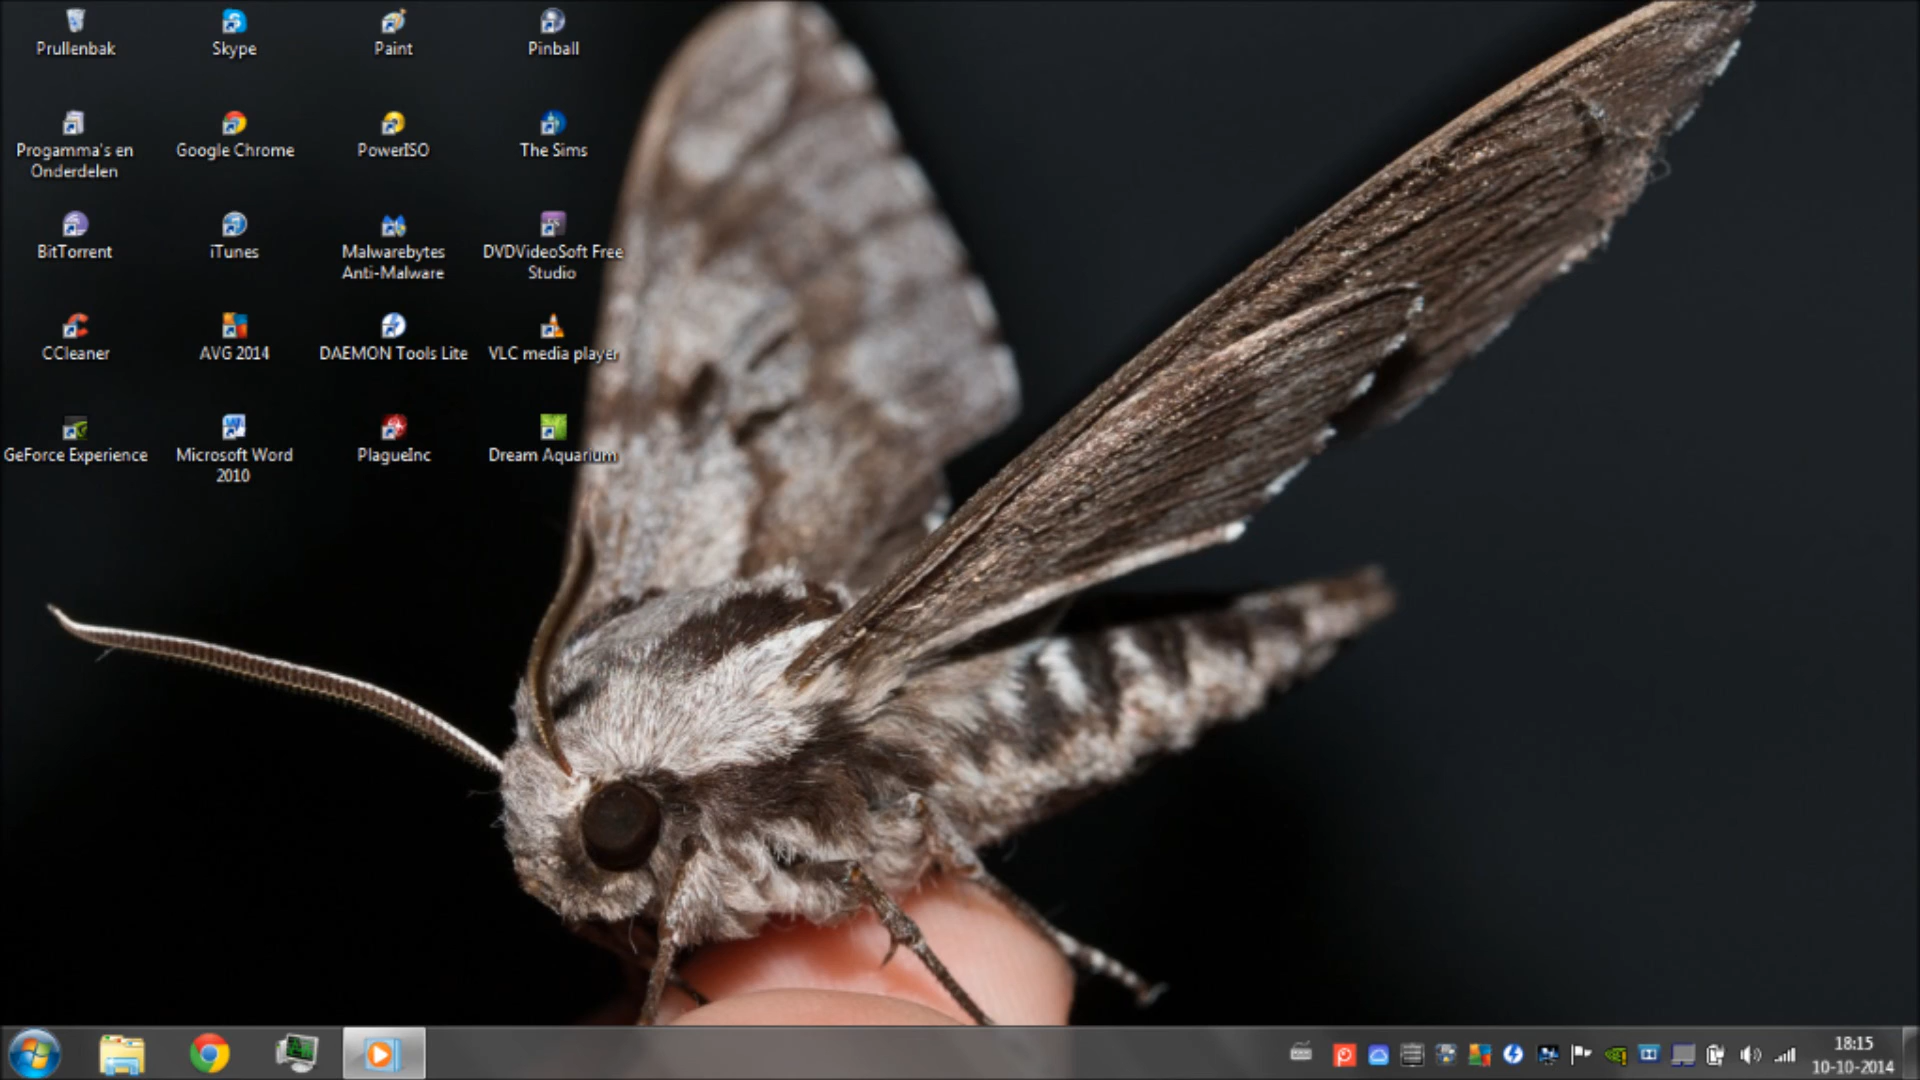 Prullenbak
Skype
Paint
Pinball
Progamma's en
Onderdelen
Google Chrome
PowerISO
The Sims
BitTorrent
iTunes
Malwarebytes
Anti-Malware
DVDVideoSoft Free
Studio
CCleaner
AVG 2014
DAEMON Tools Lite
VLC media player
GeForce Experience
Microsoft Word
2010
PlagueInc
Dream Aquarium
18:15
10-10-2014